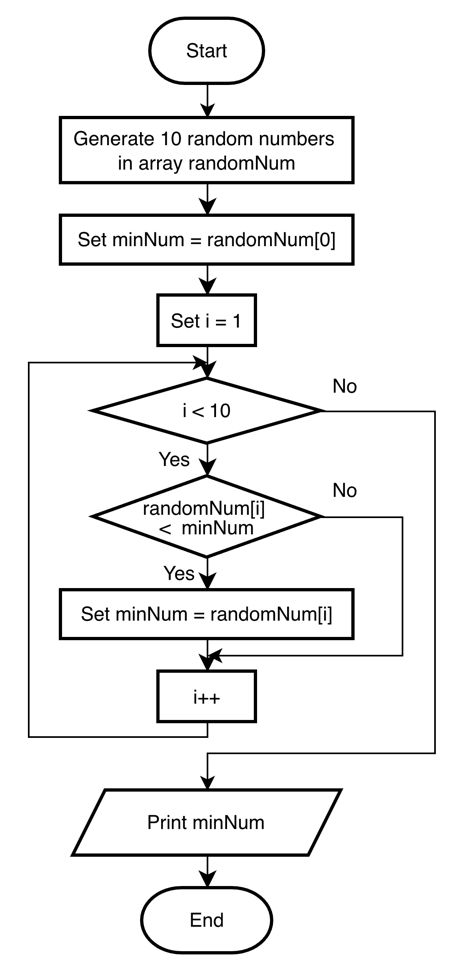 Start
Generate 10 random numbers
in array randomNum
Set minNum = randomNum[0]
Set i = 1
No
i < 10
Yes
No
randomNum[i]
< minNum
Yes
Set minNum = randomNum[i]
i++
Print minNum
End